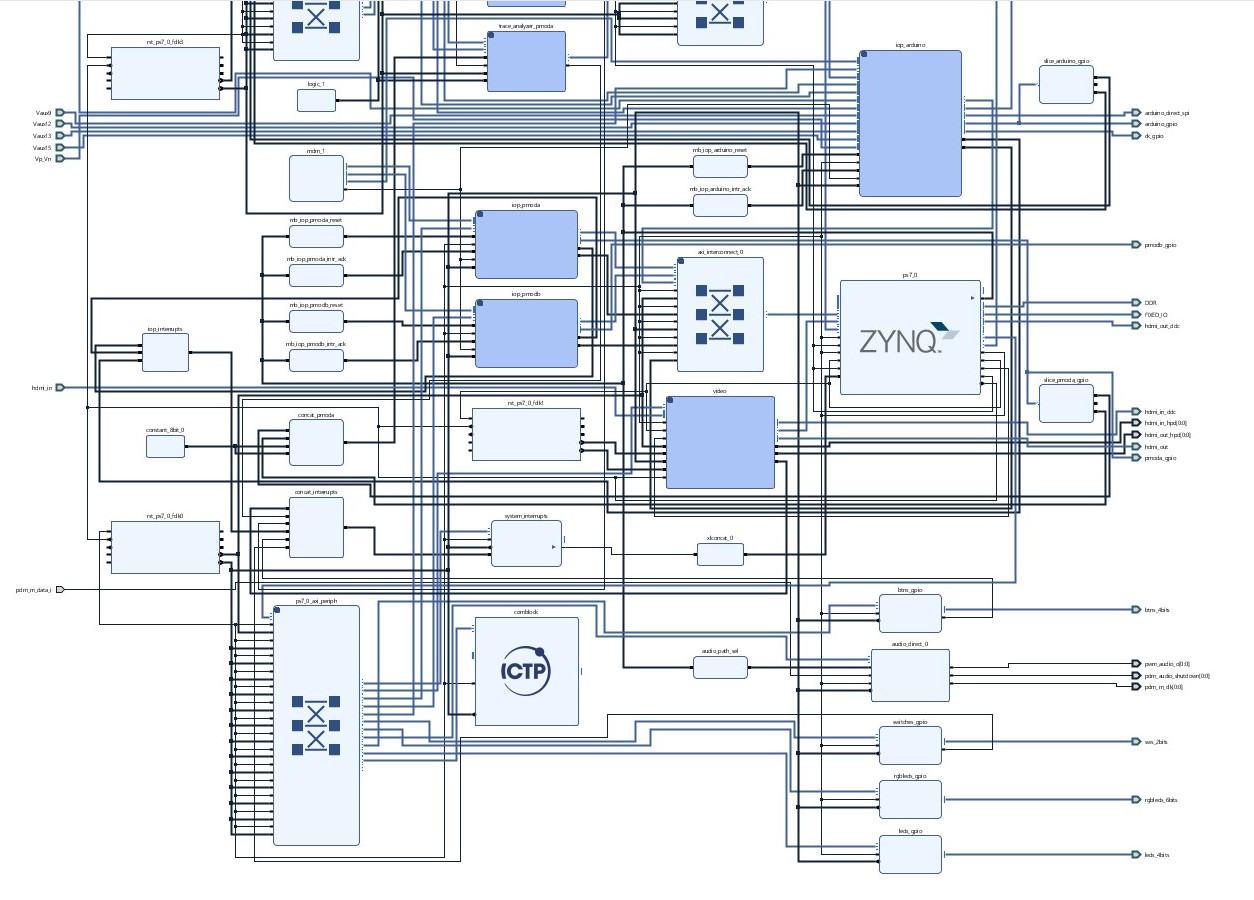 trace_analyzer_pmoda
rst_ps7_0_fclk3
iop_arduino
slice_arduino_gpio
logic_1
Vaux9
Vaux12
Vaux13
Vaux15
Vp_Vn
arduino_direct_spi
arduino_gpio
ck_gpio
mdm_1
mb_iop_arduino_reset
mb_iop_arduino_intr_ack
iop_pmoda
mb_iop_pmoda_reset
pmodb_gpio
axi_interconnect_0
mb_iop_pmoda_intr_ack
ps7_0
ZYNQ
iop_pmodb
mb_iop_pmodb_reset
DDR
FIXED_IO
hdmi_out_ddc
iop_interrupts
mb_iop_pmodb_intr_ack
slice_pmoda_gpio
hdmi_in
video
rst_ps7_0_fclk1
concat_pmoda
constant_8bit_0
hdmi_in_ddc
hdmi_in_hpd[0:0]
hdmi_out_hpd[0:0]
hdmi_out
pmoda_gpio
concat_interrupts
rst_ps7_0_fclk0
system_interrupts
xlconcat_0
pdm_m_data_i
ps7_0_axi_periph
comblock
ICTP
btns_gpio
btns_4bits
audio_path_sel
audio_direct_0
pwm_audio_o[0:0]
pdm_audio_shutdown[0:0]
pdm_m_clk[0:0]
switches_gpio
sws_2bits
rgbleds_gpio
rgbleds_6bits
leds_gpio
leds_4bits